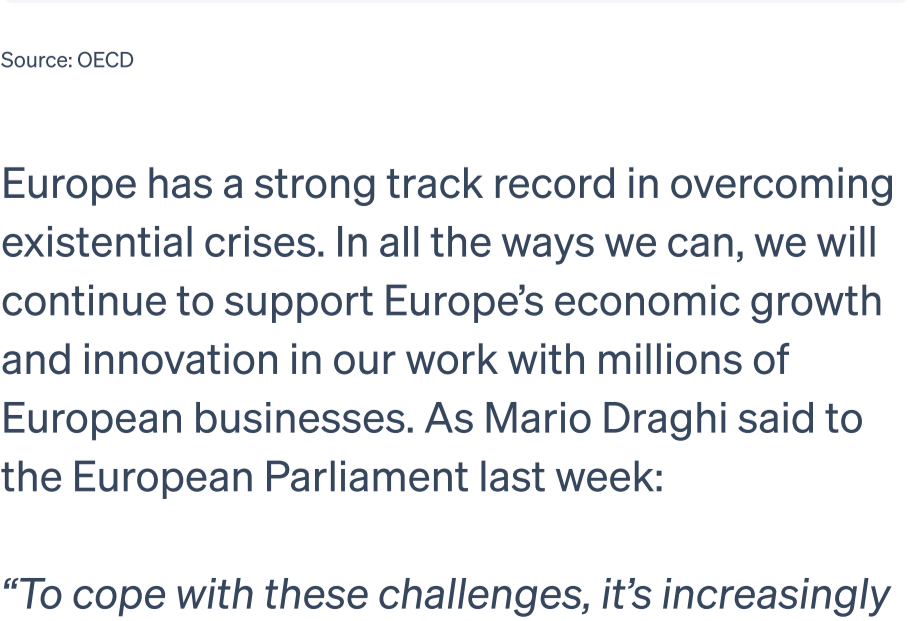 Source: OECD
Europe has a strong track record in overcoming
existential crises. In all the ways we can, we will
continue to support Europe’s economic growth
and innovation in our work with millions of
European businesses. As Mario Draghi said to
the European Parliament last week:
“To cope with these challenges, it’s increasingly